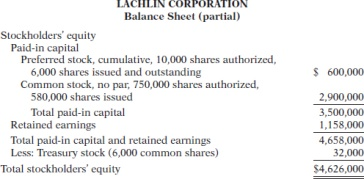 LACHLIN CORPORATION
Balance Sheet (partial)
Stockholders' equity
Paid-in capital
Preferred stock, cumulative, 10,000 shares authorized,
6,000 shares issued and outstanding $ 600,000
Common stock, no par, 750,000 shares authorized,
580,000 shares issued 2,900,000
Total paid-in capital 3,500,000
Retained earnings 1,158,000
Total paid-in capital and retained earnings 4,658,000
Less: Treasury stock (6,000 common shares) 32,000
Total stockholders' equity $4,626,000